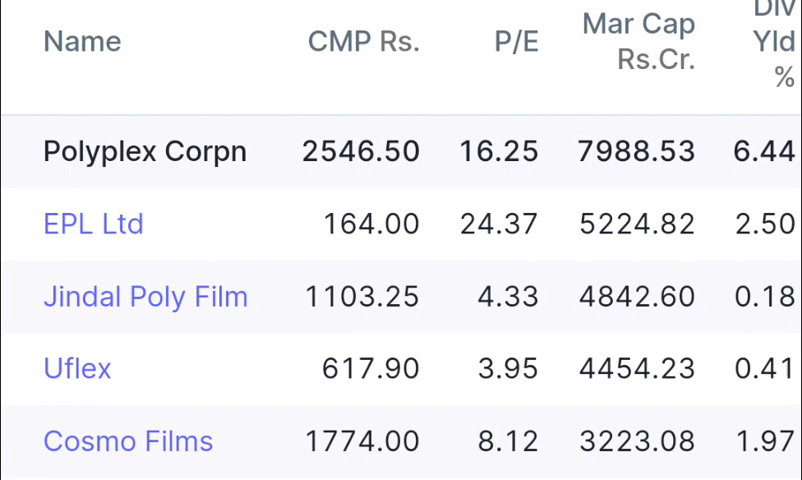 Name CMP Rs. P/E Mar Cap Rs.Cr. Div Yld %
Polyplex Corpn 2546.50 16.25 7988.53 6.44
EPL Ltd 164.00 24.37 5224.82 2.50
Jindal Poly Film 1103.25 4.33 4842.60 0.18
Uflex 617.90 3.95 4454.23 0.41
Cosmo Films 1774.00 8.12 3223.08 1.97